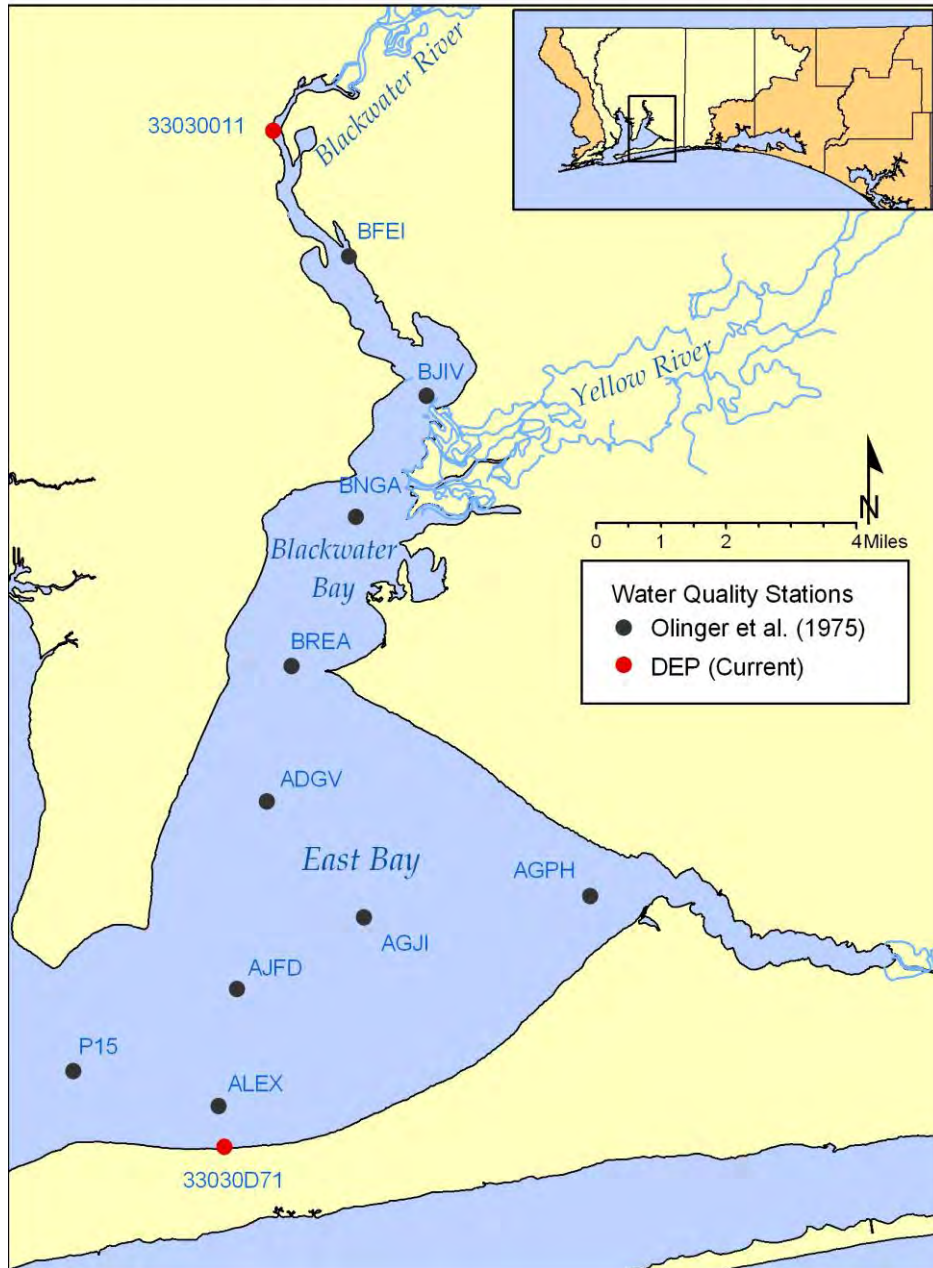 Blackwater River
33030011
BFEI
Yellow River
BJIV
BNGA
N
0 1 2 4 Miles
Blackwater
Bay
Water Quality Stations
Olinger et al. (1975)
DEP (Current)
BREA
ADGV
East Bay
AGPH
AGJI
AJFD
P15
ALEX
33030D71